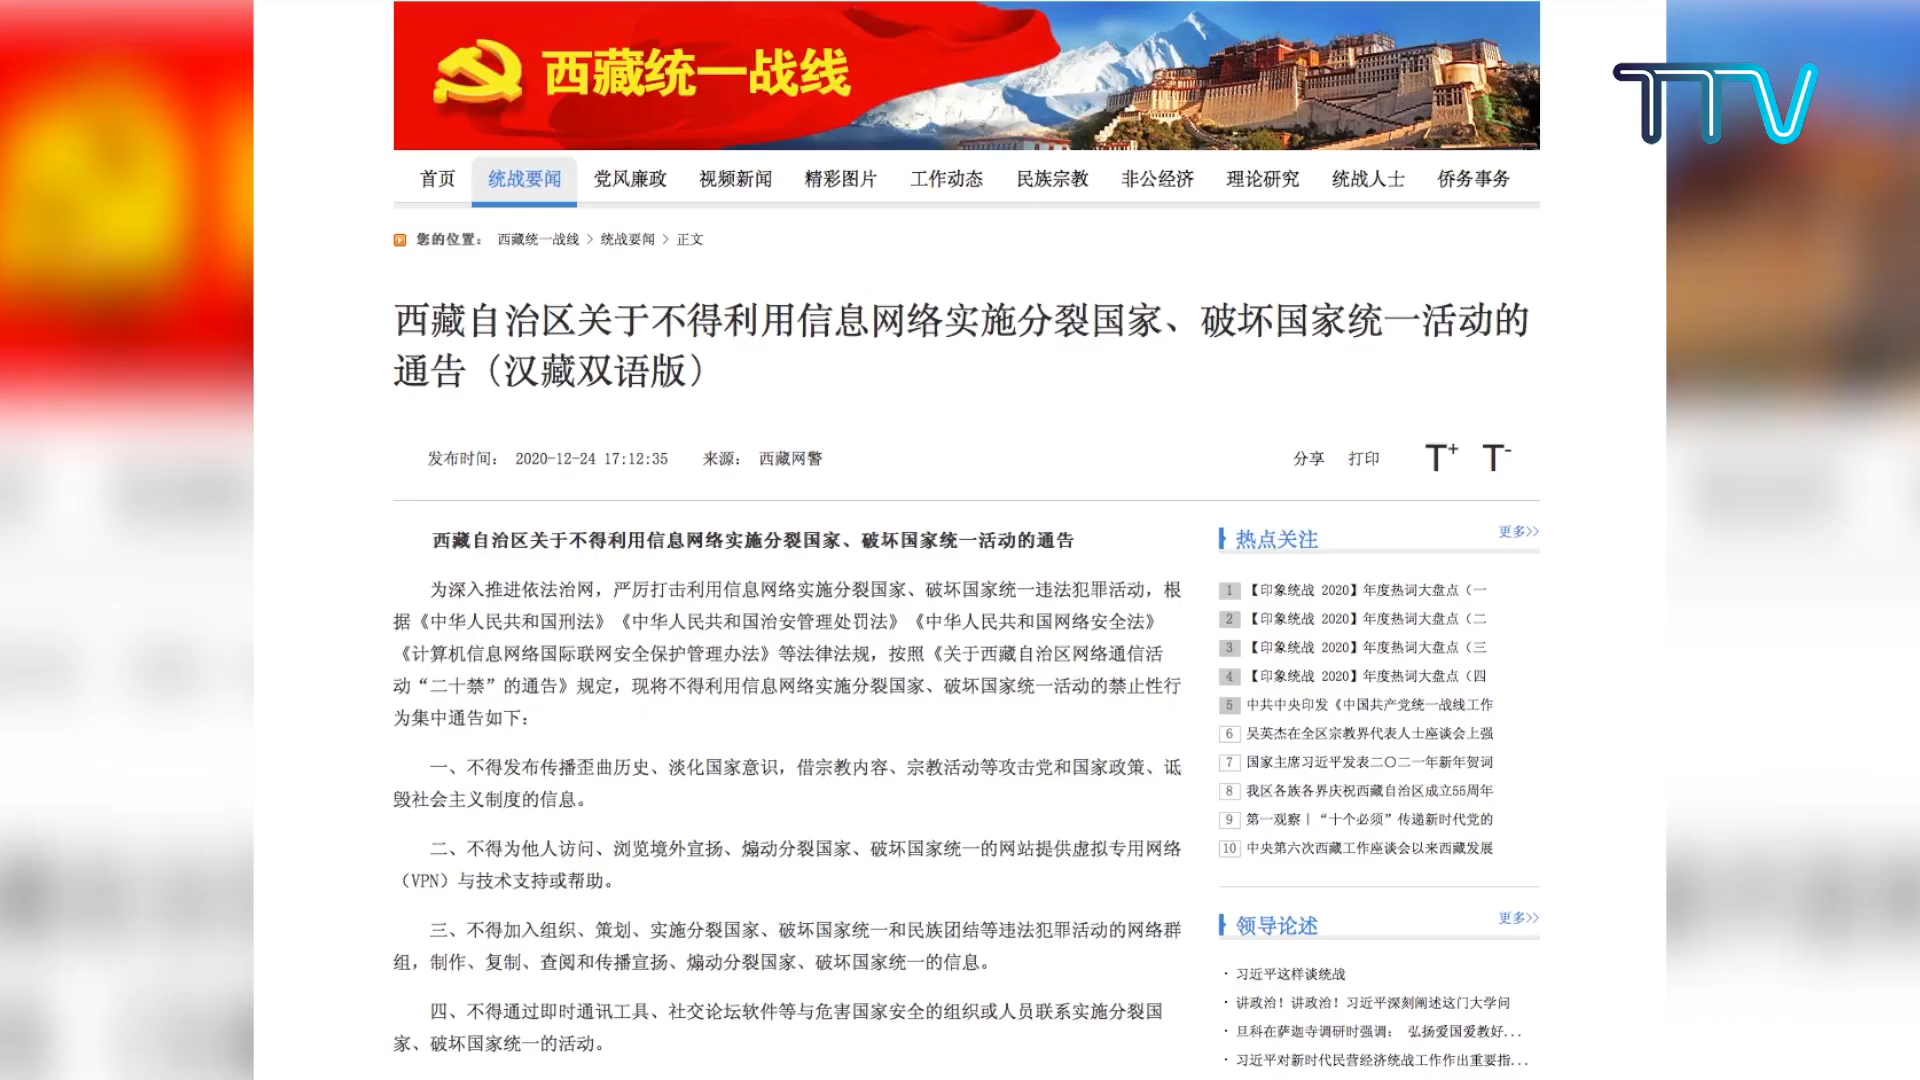 西藏统一战线
TTV
首页 统战要闻 党风廉政 视频新闻 精彩图片 工作动态 民族宗教 非公经济 理论研究 统战人士 侨务事务
您的位置： 西藏统一战线 > 统战要闻 > 正文
西藏自治区关于不得利用信息网络实施分裂国家、破坏国家统一活动的
通告（汉藏双语版）
发布时间： 2020-12-24 17:12:35 来源： 西藏网警 分享 打印 T+ T-
西藏自治区关于不得利用信息网络实施分裂国家、破坏国家统一活动的通告
为深入推进依法治网，严厉打击利用信息网络实施分裂国家、破坏国家统一违法犯罪活动，根
据《中华人民共和国刑法》《中华人民共和国治安管理处罚法》《中华人民共和国网络安全法》
《计算机信息网络国际联网安全保护管理办法》等法律法规，按照《关于西藏自治区网络通信活
动“二十禁”的通告》规定，现将不得利用信息网络实施分裂国家、破坏国家统一活动的禁止性行
为集中通告如下：
一、不得发布传播歪曲历史、淡化国家意识，借宗教内容、宗教活动等攻击党和国家政策、诋
毁社会主义制度的信息。
二、不得为他人访问、浏览境外宣扬、煽动分裂国家、破坏国家统一的网站提供虚拟专用网络
（VPN）与技术支持或帮助。
三、不得加入组织、策划、实施分裂国家、破坏国家统一和民族团结等违法犯罪活动的网络群
组，制作、复制、查阅和传播宣扬、煽动分裂国家、破坏国家统一的信息。
四、不得通过即时通讯工具、社交论坛软件等与危害国家安全的组织或人员联系实施分裂国
家、破坏国家统一的活动。
热点关注 更多>>
1 【印象统战 2020】年度热词大盘点（一
2 【印象统战 2020】年度热词大盘点（二
3 【印象统战 2020】年度热词大盘点（三
4 【印象统战 2020】年度热词大盘点（四
5 中共中央印发《中国共产党统一战线工作
6 吴英杰在全区宗教界代表人士座谈会上强
7 国家主席习近平发表二〇二一年新年贺词
8 我区各族各界庆祝西藏自治区成立55周年
9 第一观察丨“十个必须”传递新时代党的
10 中央第六次西藏工作座谈会以来西藏发展
领导论述 更多>>
· 习近平这样谈统战
· 讲政治！讲政治！习近平深刻阐述这门大学问
· 旦科在萨迦寺调研时强调： 弘扬爱国爱教好...
· 习近平对新时代民营经济统战工作作出重要指...